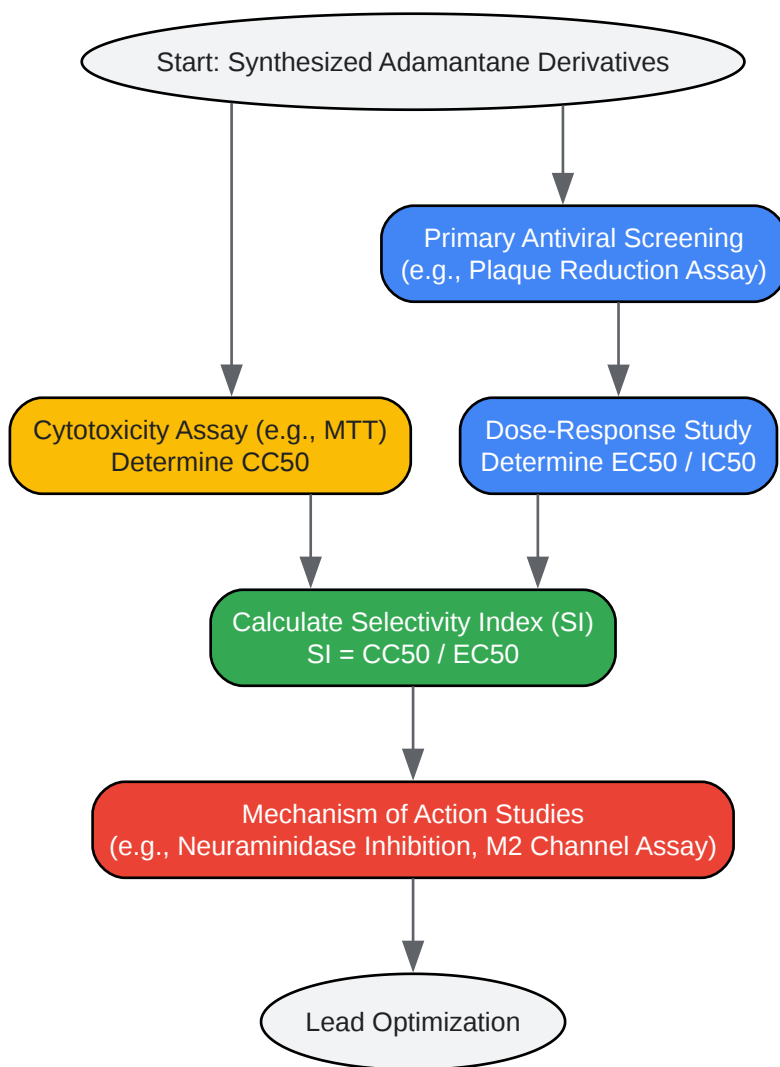 Start: Synthesized Adamantane Derivatives
Primary Antiviral Screening
(e.g., Plaque Reduction Assay)
Cytotoxicity Assay (e.g., MTT)
Determine CC50
Dose-Response Study
Determine EC50 / IC50
Calculate Selectivity Index (SI)
SI = CC50 / EC50
Mechanism of Action Studies
(e.g., Neuraminidase Inhibition, M2 Channel Assay)
Lead Optimization